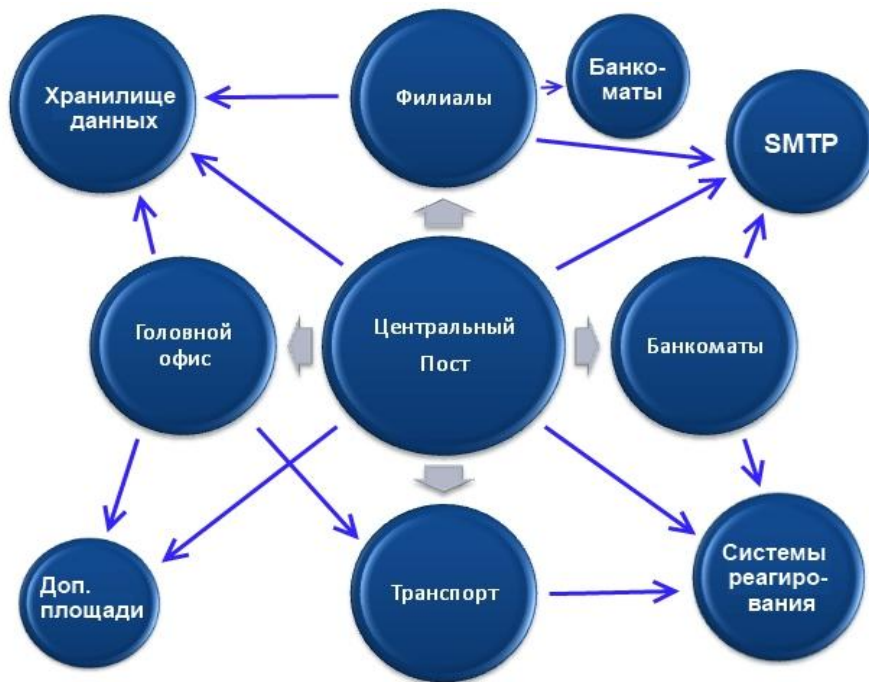 Хранилище
данных
Филиалы
Банко-
маты
SMTP
Головной
офис
Центральный
Пост
Банкоматы
Доп.
площади
Транспорт
Системы
реагиро-
вания